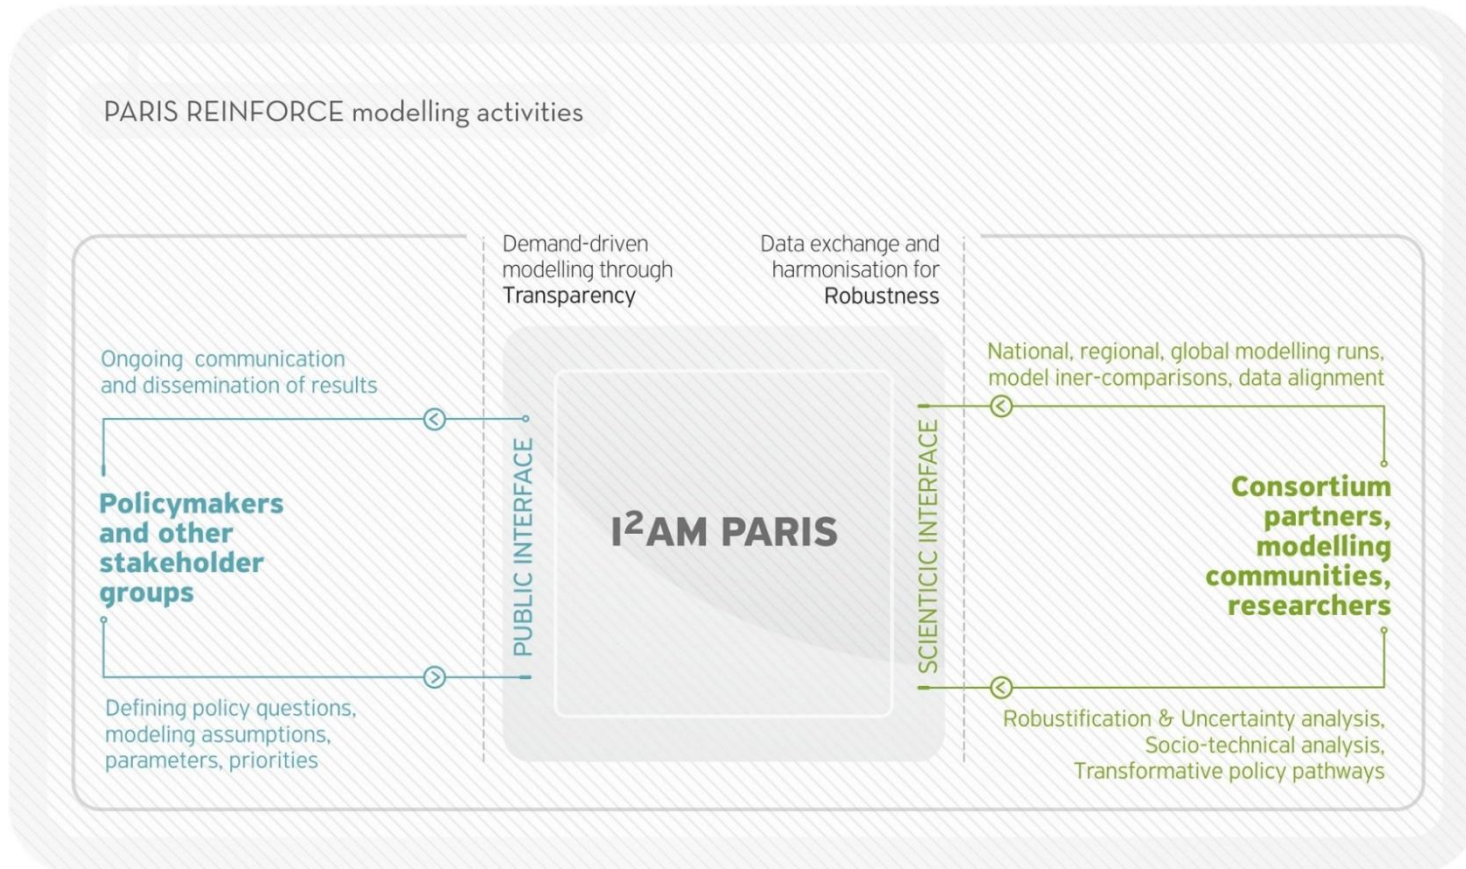 PARIS REINFORCE modelling activities
Demand-driven
modelling through
Transparency
Data exchange and
harmonisation for
Robustness
Ongoing communication
and dissemination of results
Policymakers
and other
stakeholder
groups
Defining policy questions,
modeling assumptions,
parameters, priorities
PUBLIC INTERFACE
I²AM PARIS
SCIENTICIC INTERFACE
National, regional, global modelling runs,
model iner-comparisons, data alignment
Consortium
partners,
modelling
communities,
researchers
Robustification & Uncertainty analysis,
Socio-technical analysis,
Transformative policy pathways